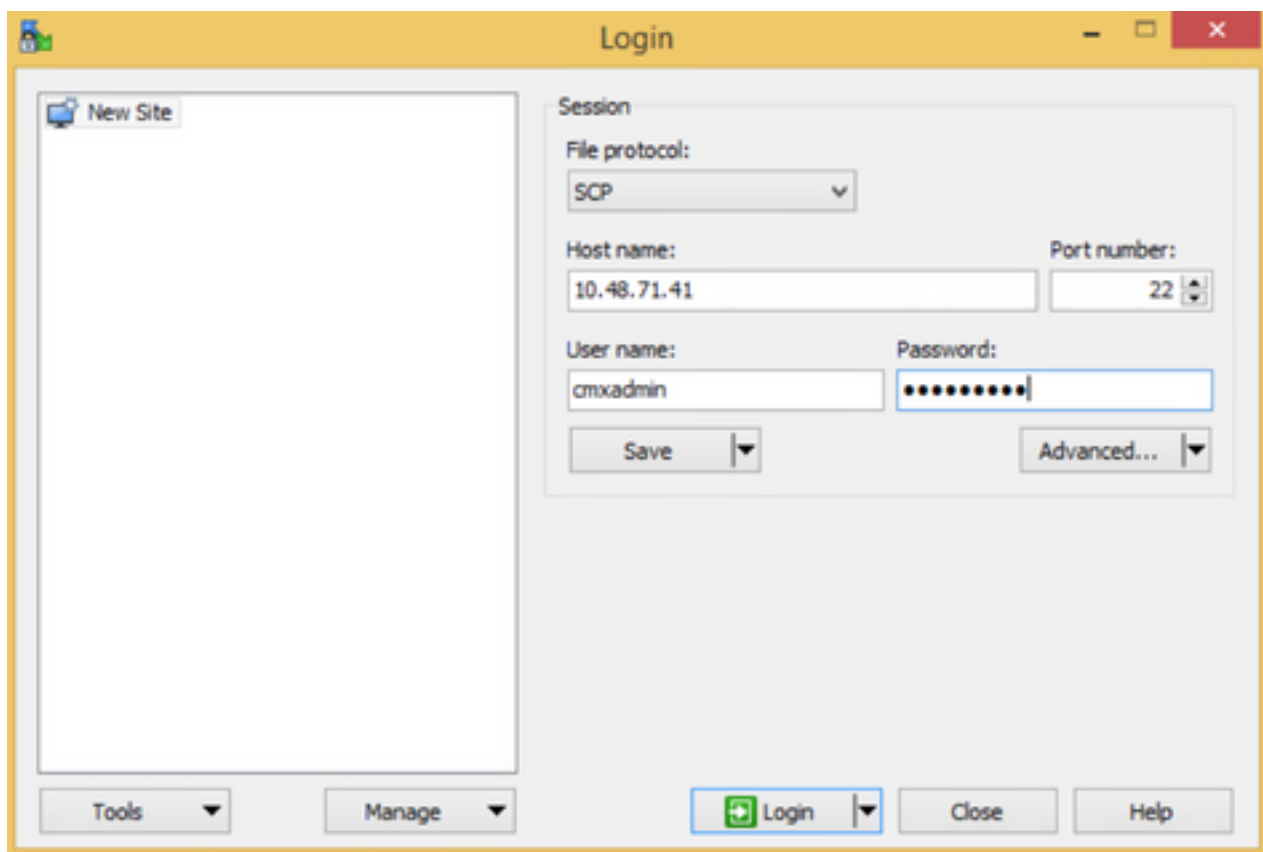 Login
New Site
Session
File protocol:
SCP
Host name: Port number:
10.48.71.41 22
User name: Password:
cmxadmin •••••••••
Save Advanced...
Tools Manage Login Close Help